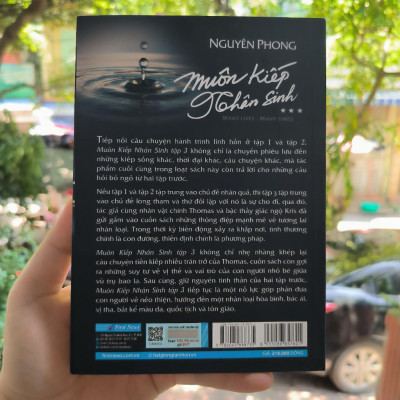 NGUYÊN PHONG
Muôn Kiếp
Nhân Sinh
MANY LIVES - MANY TIMES
Tiếp nối câu chuyện hành trình linh hồn ở tập 1 và tập 2,
Muôn Kiếp Nhân Sinh tập 3 không chỉ là chuyến phiêu lưu đến
những kiếp sống khác, thời đại khác, câu chuyện khác, mà tác
phẩm cuối cùng trong loạt sách này còn trả lời cho những câu
hỏi bỏ ngỏ từ hai tập trước.
Nếu tập 1 và tập 2 tập trung vào chủ đề nhân quả, thì tập 3 tập trung
vào chủ đề lòng tham và thứ đối lập với nó là sự cho đi, qua đó,
tác giả cùng nhân vật chính Thomas và bậc thầy giác ngộ Kris đã
gửi gắm vào cuốn sách những thông điệp mạnh mẽ về tương lai
nhân loại. Trong thời kỳ biến động xảy ra khắp nơi, tình thương
chính là con đường, thiền định chính là phương pháp.
Muôn Kiếp Nhân Sinh tập 3 không chỉ nhẹ nhàng khép lại
câu chuyện tiền kiếp nhiều trăn trở của Thomas, cuốn sách còn gợi
ra những suy tư về vị thế và vai trò của con người nhỏ bé giữa
vũ trụ bao la. Sau cùng, giữ nguyên tinh thần của hai tập trước,
Muôn Kiếp Nhân Sinh tập 3 tiếp tục là một nỗ lực, góp phần đưa
con người về nẻo thiện, hướng đến một nhân loại hòa bình, bác ái,
vị tha, bất kể màu da, quốc tịch và tôn giáo.
First News